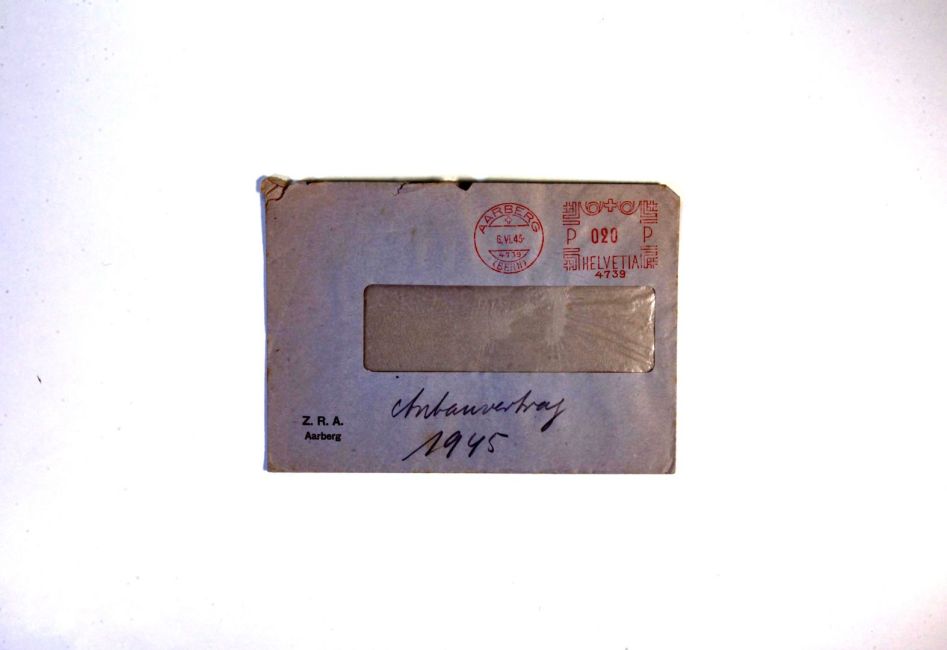 AARBERG
6.VI.45
4739
(BERN)
P 020 P
HELVETIA
4739
Anbauvertrag
1945
Z. R. A.
Aarberg